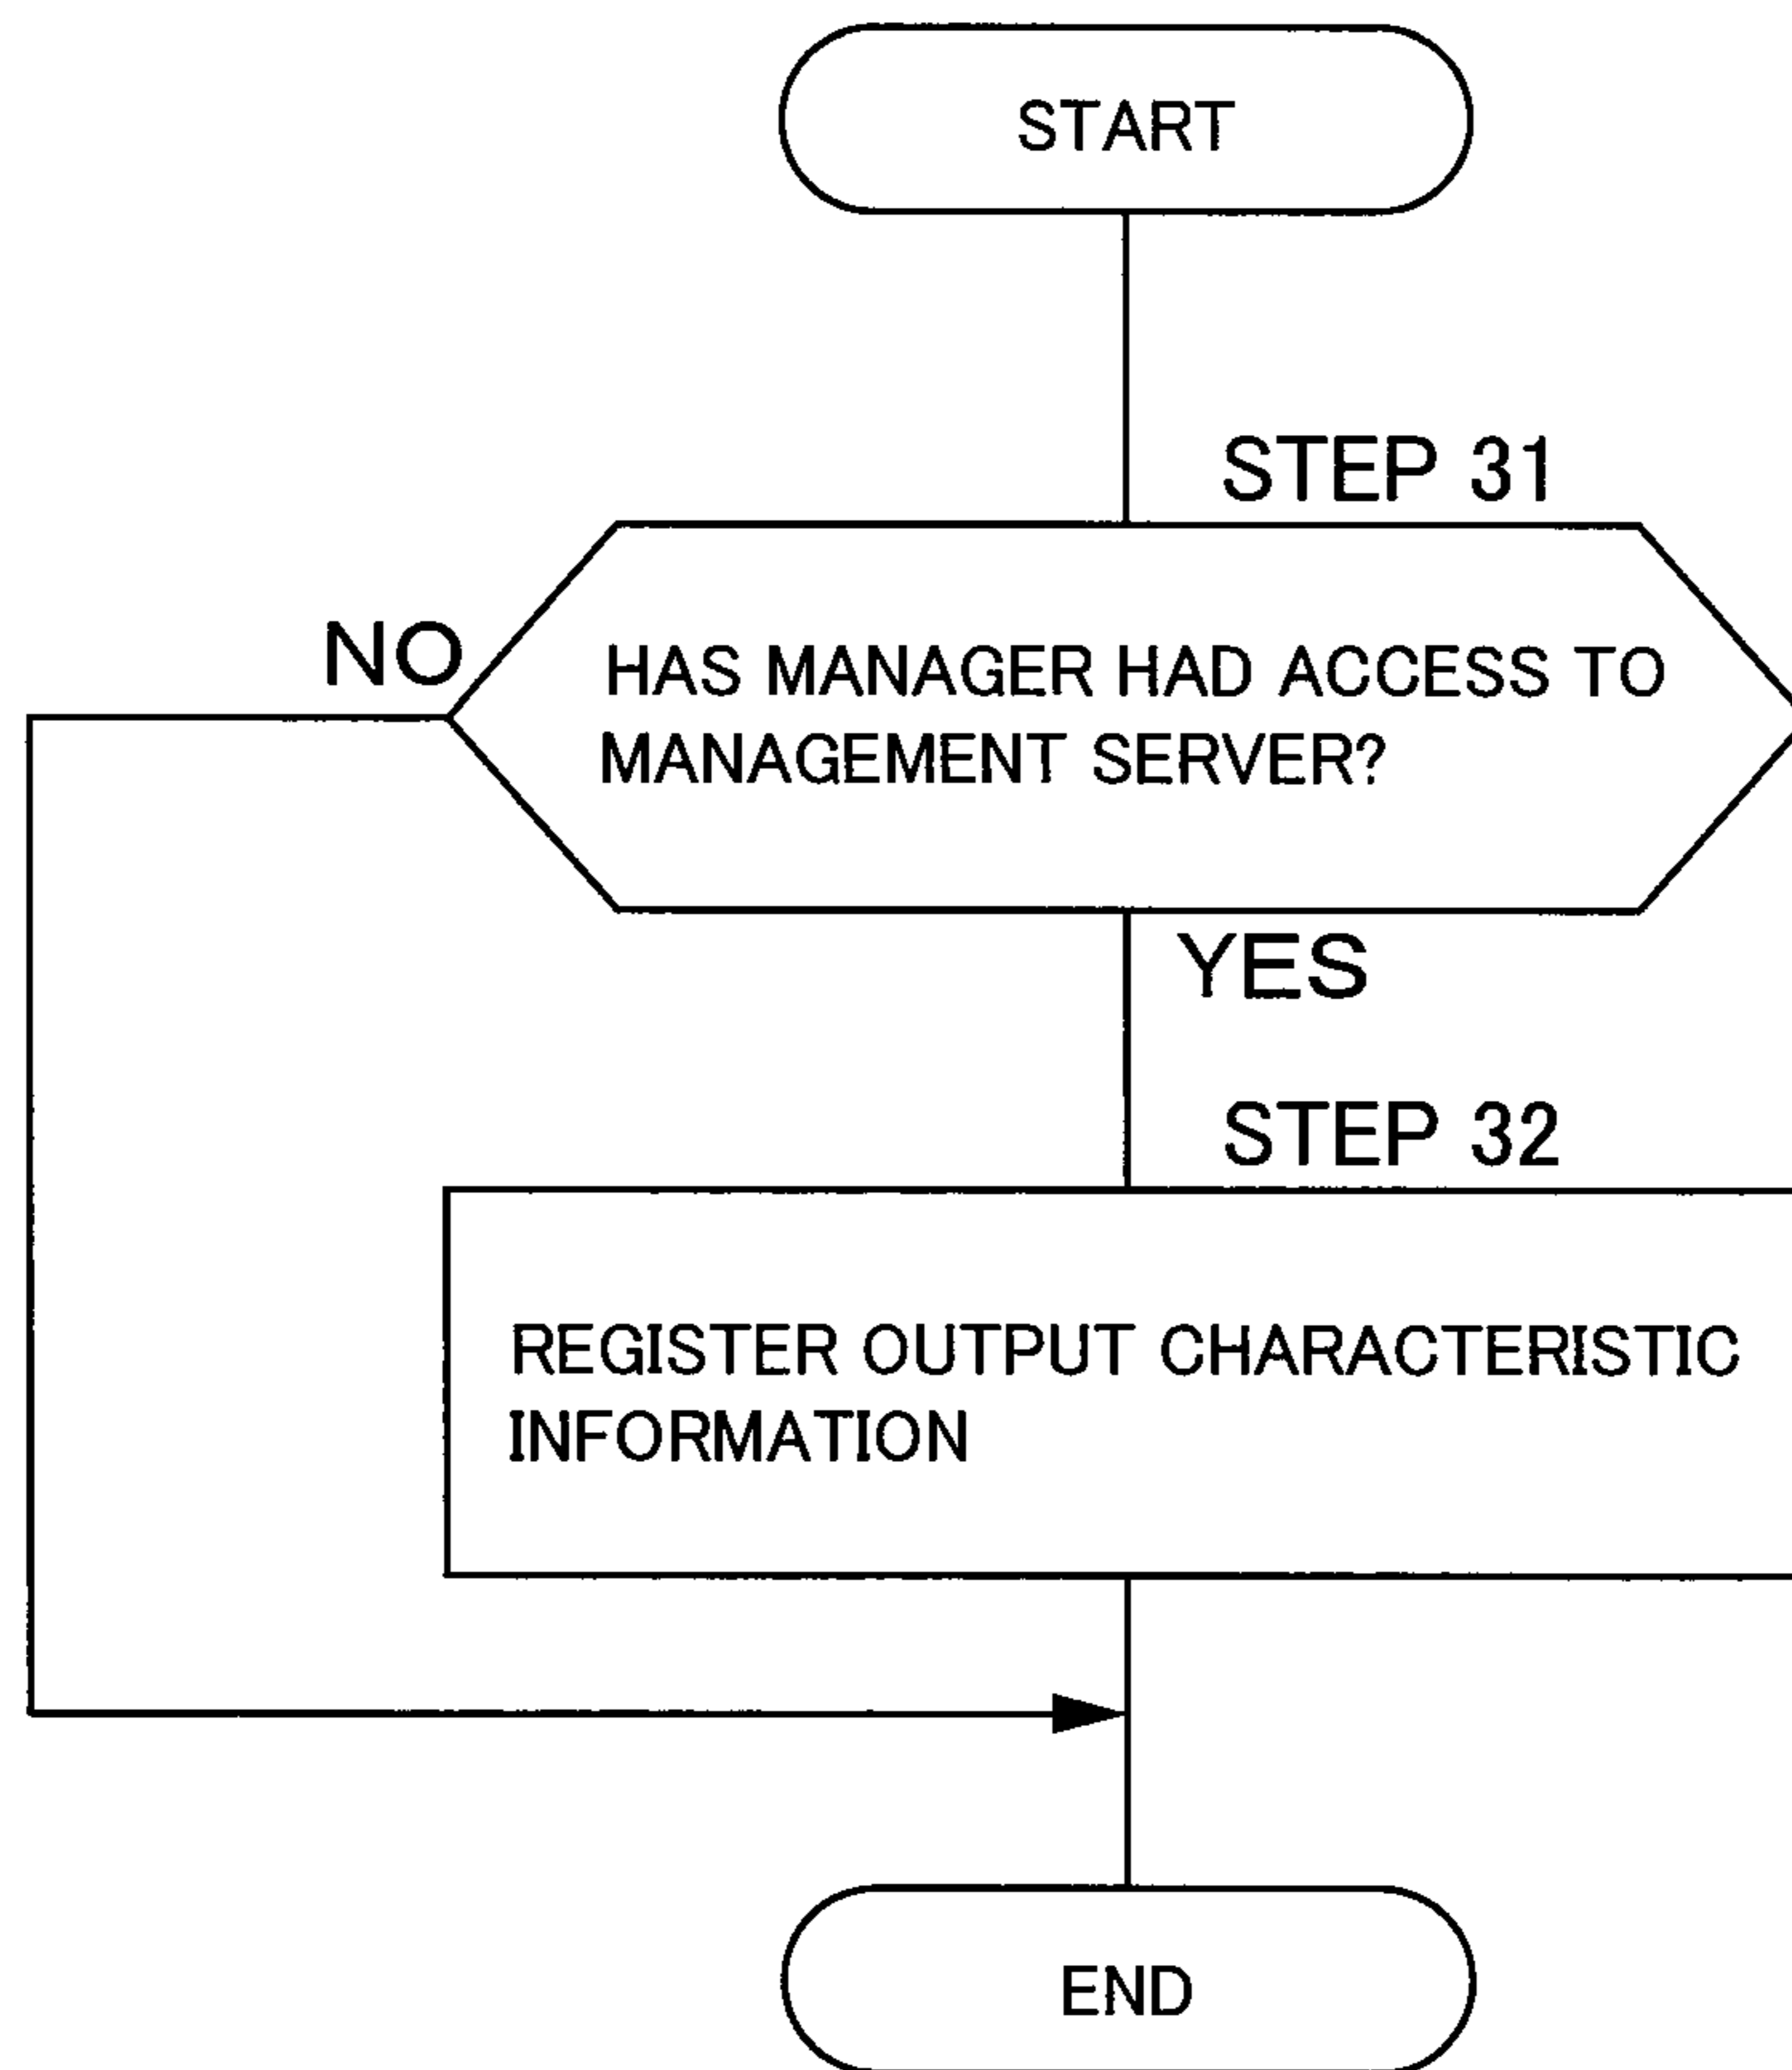 START
STEP 31
NO
HAS MANAGER HAD ACCESS TO
MANAGEMENT SERVER?
YES
STEP 32
REGISTER OUTPUT CHARACTERISTIC
INFORMATION
END